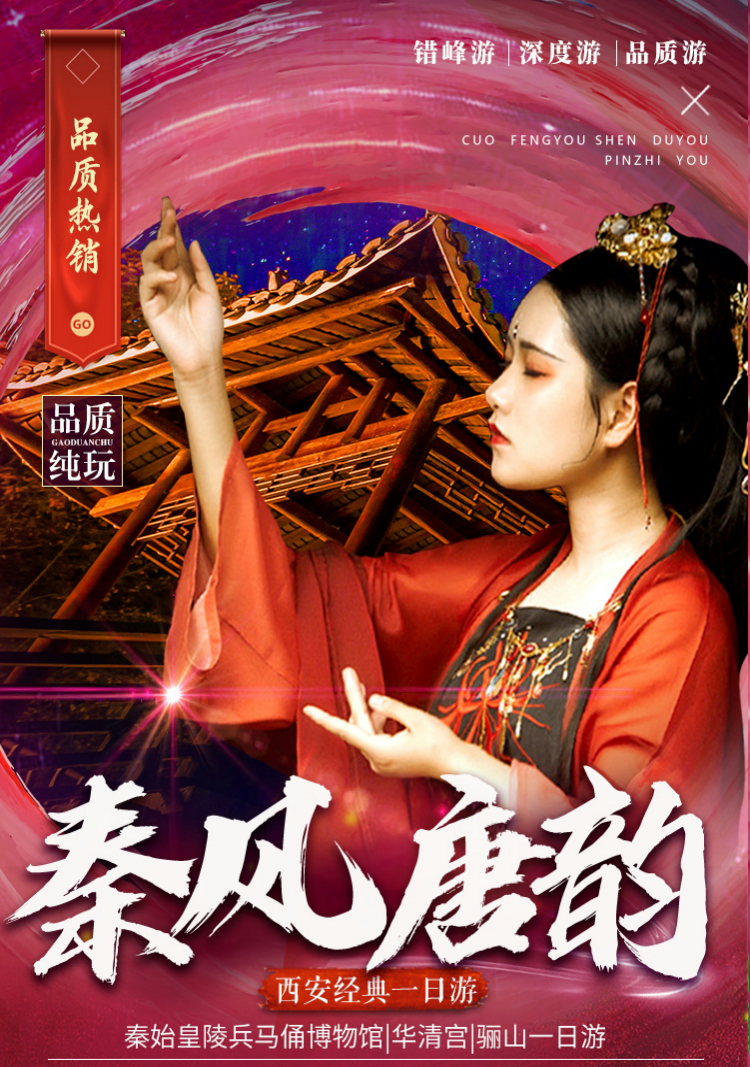 错峰游|深度游|品质游
CUO FENGYOU SHEN DUYOU
PINZHI YOU
品质热销
GO
品质
GAODUANCHU
纯玩
秦风唐韵
西安经典一日游
秦始皇陵兵马俑博物馆|华清宫|骊山一日游